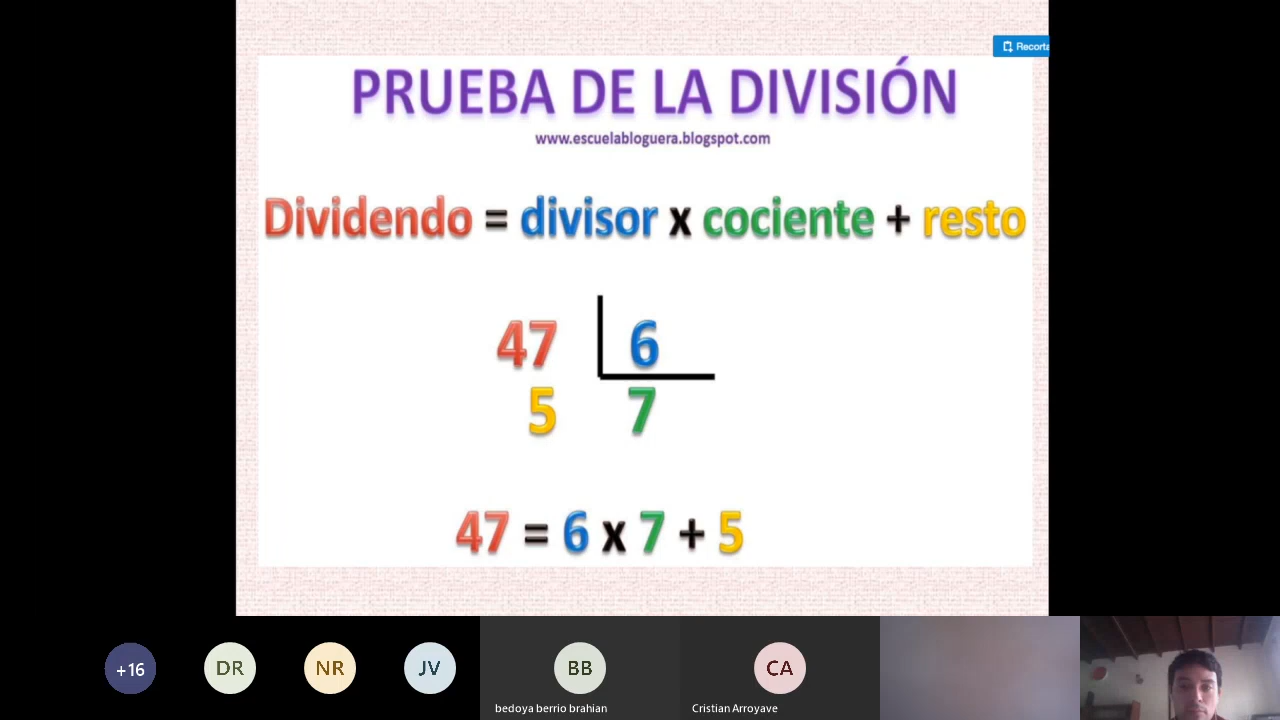 Recorta
PRUEBA DE LA DIVISIÓN
www.escuelabloguera.blogspot.com
Dividendo = divisor x cociente + resto
47 6
5 7
47 = 6 x 7 + 5
+16 DR NR JV BB CA
bedoya berrio brahian Cristian Arroyave